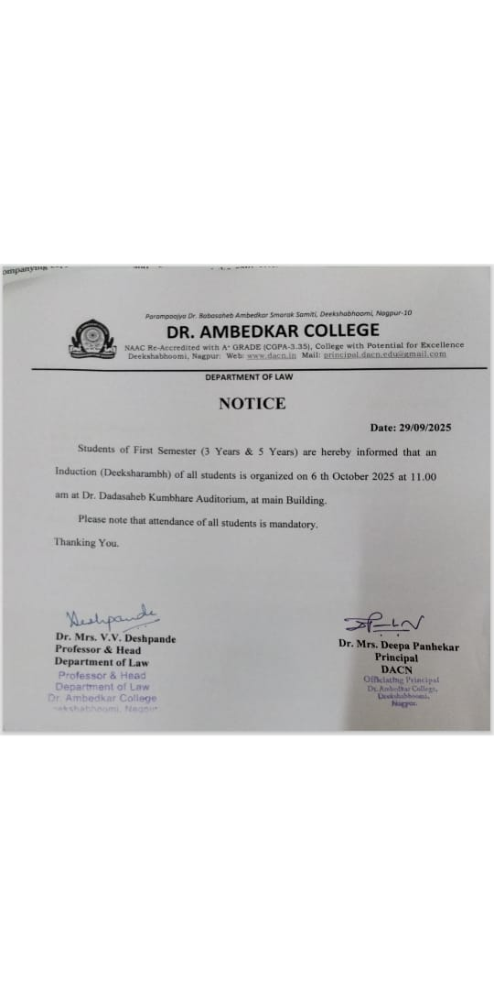 Parampoojya Dr. Babasaheb Ambedkar Smarak Samiti, Deekshabhoomi, Nagpur-10
DR. AMBEDKAR COLLEGE
NAAC Re-Accredited with A+ GRADE (CGPA-3.35), College with Potential for Excellence
Deekshabhoomi, Nagpur: Web: www.dacn.in Mail: principal.dacn.edu@gmail.com
DEPARTMENT OF LAW
NOTICE
Date: 29/09/2025
Students of First Semester (3 Years & 5 Years) are hereby informed that an
Induction (Deeksharambh) of all students is organized on 6 th October 2025 at 11.00
am at Dr. Dadasaheb Kumbhare Auditorium, at main Building.
Please note that attendance of all students is mandatory.
Thanking You.
Deshpande
Dr. Mrs. V.V. Deshpande
Professor & Head
Department of Law
Professor & Head
Department of Law
Dr. Ambedkar College
Deekshabhoomi, Nagpur
Dr. Mrs. Deepa Panhekar
Principal
DACN
Officiating Principal
Dr. Ambedkar College,
Deekshabhoomi,
Nagpur.